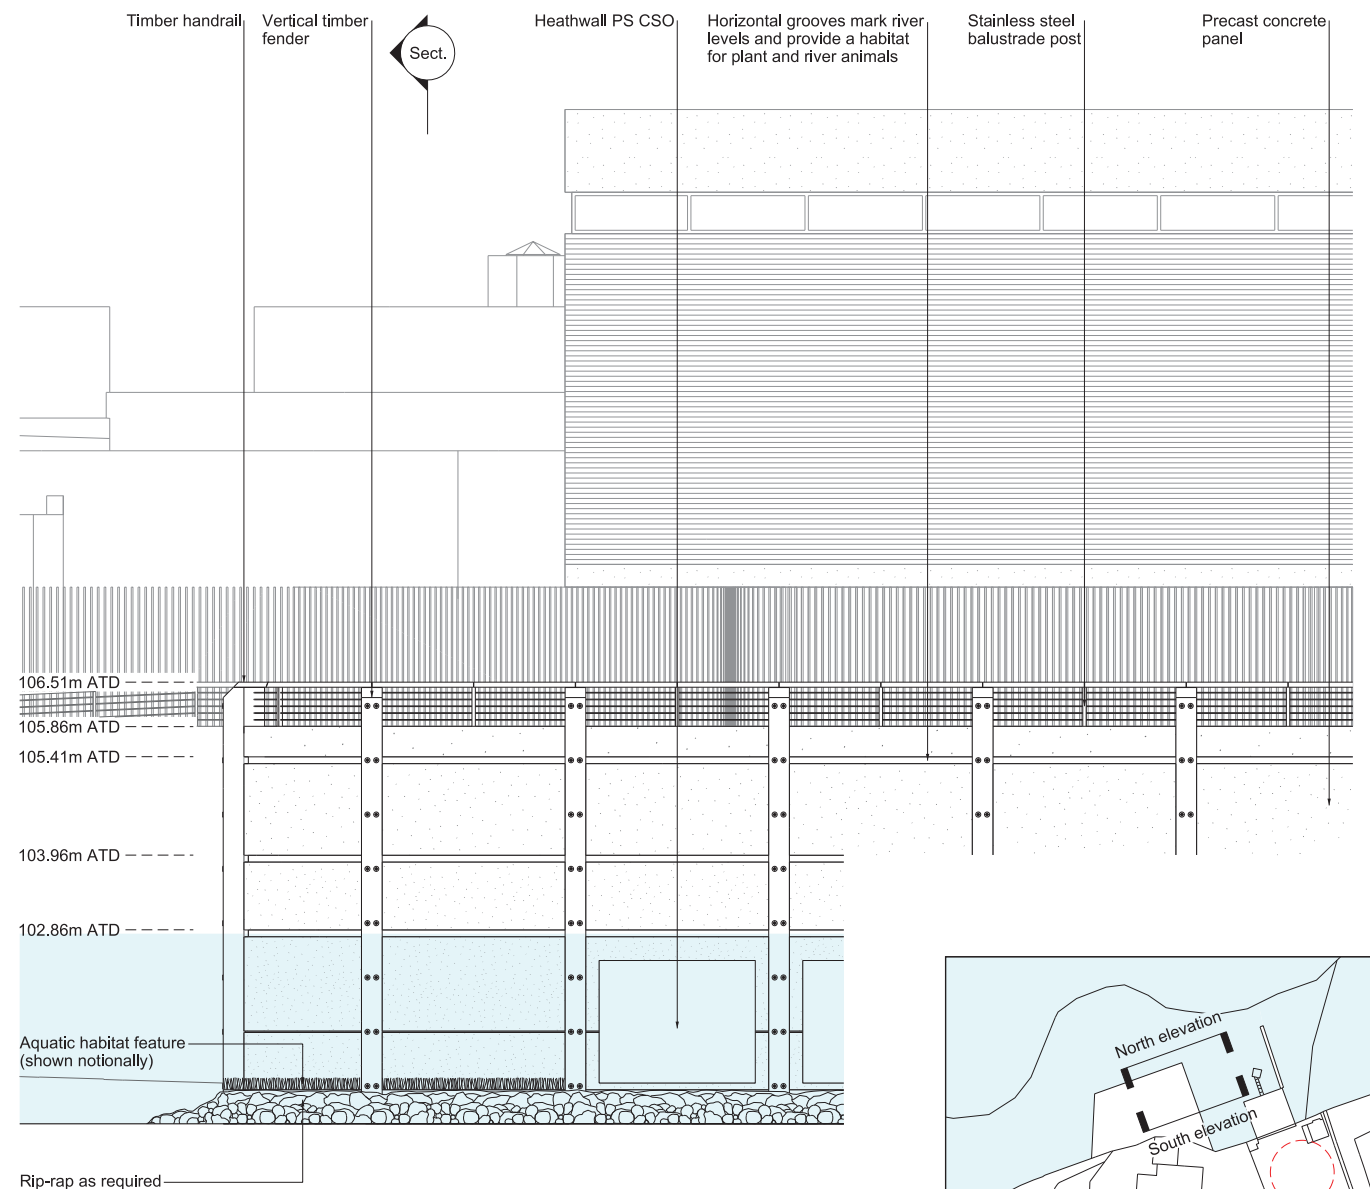 Timber handrail
Vertical timber
fender
Sect.
Heathwall PS CSO
Horizontal grooves mark river
levels and provide a habitat
for plant and river animals
Stainless steel
balustrade post
Precast concrete
panel
106.51m ATD
105.86m ATD
105.41m ATD
103.96m ATD
102.86m ATD
Aquatic habitat feature
(shown notionally)
Rip-rap as required
North elevation
South elevation